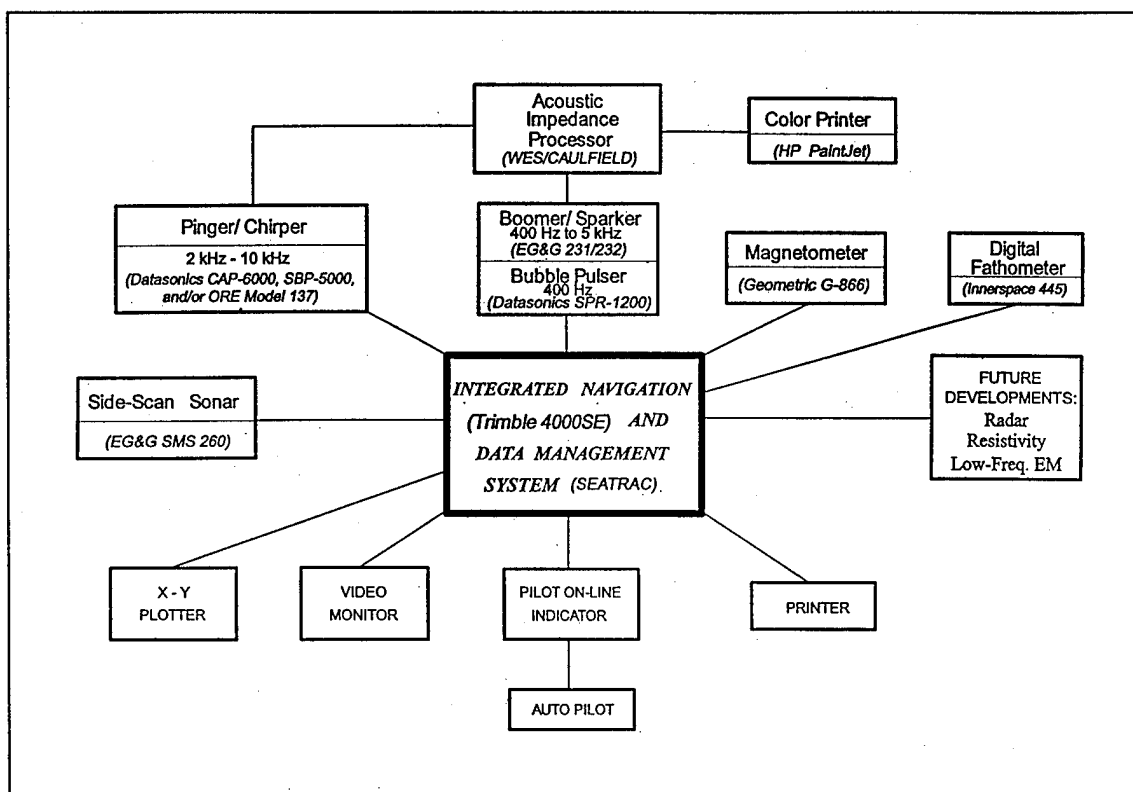 Acoustic
Impedance
Processor
(WES/CAULFIELD)
Color Printer
(HP PaintJet)
Pinger/ Chirper
2 kHz - 10 kHz
(Datasonics CAP-6000, SBP-5000,
and/or ORE Model 137)
Boomer/ Sparker
400 Hz to 5 kHz
(EG&G 231/232)
Bubble Pulser
400 Hz
(Datasonics SPR-1200)
Magnetometer
(Geometric G-866)
Digital
Fathometer
(Innerspace 445)
Side-Scan Sonar
(EG&G SMS 260)
INTEGRATED NAVIGATION
(Trimble 4000SE) AND
DATA MANAGEMENT
SYSTEM (SEATRAC)
FUTURE
DEVELOPMENTS:
Radar
Resistivity
Low-Freq. EM
X - Y
PLOTTER
VIDEO
MONITOR
PILOT ON-LINE
INDICATOR
PRINTER
AUTO PILOT